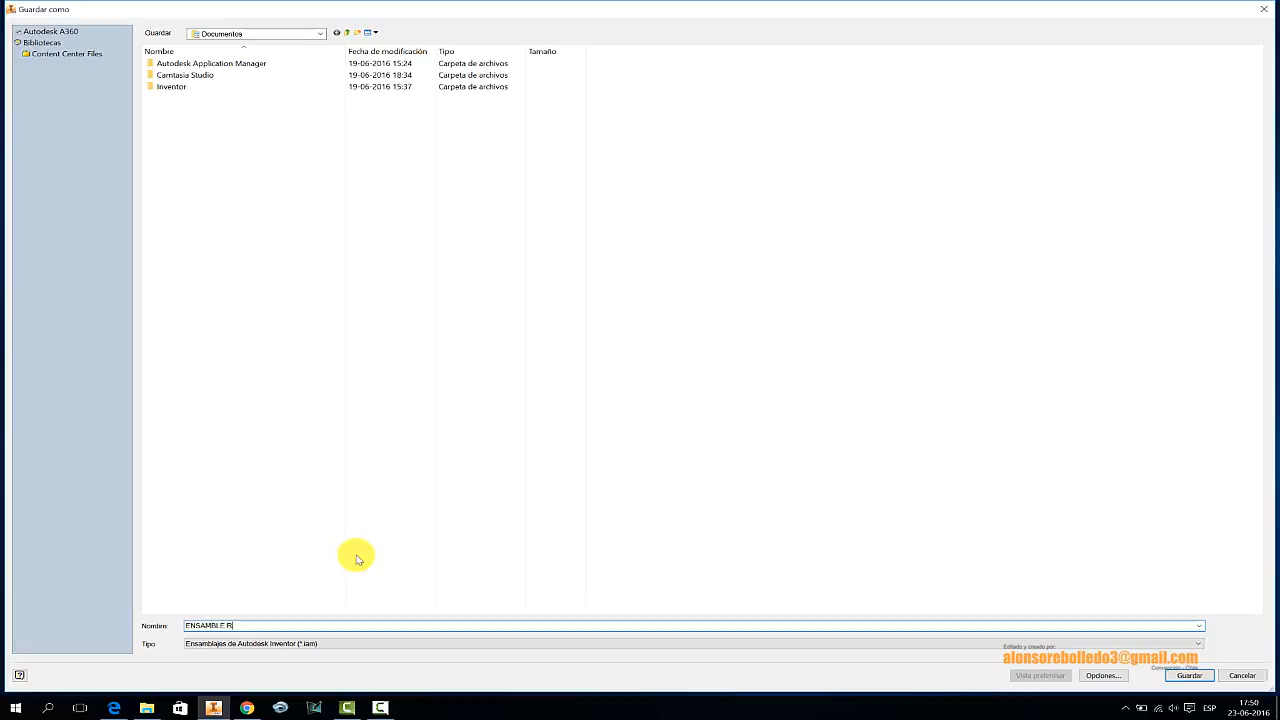 Guardar como
Autodesk A360
Bibliotecas
Content Center Files
Guardar
Documentos
Nombre Fecha de modificación Tipo Tamaño
Autodesk Application Manager 19-06-2016 15:24 Carpeta de archivos
Camtasia Studio 19-06-2016 18:34 Carpeta de archivos
Inventor 19-06-2016 15:37 Carpeta de archivos
Nombre: ENSAMBLE R
Tipo Ensamblajes de Autodesk Inventor (*.iam)
Editado y creado por:
alonsorebolledo3@gmail.com
Concepción - Chile
Vista preliminar Opciones... Guardar Cancelar
ESP
17:50
23-06-2016